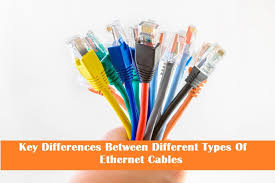 Key Differences Between Different Types Of
Ethernet Cables